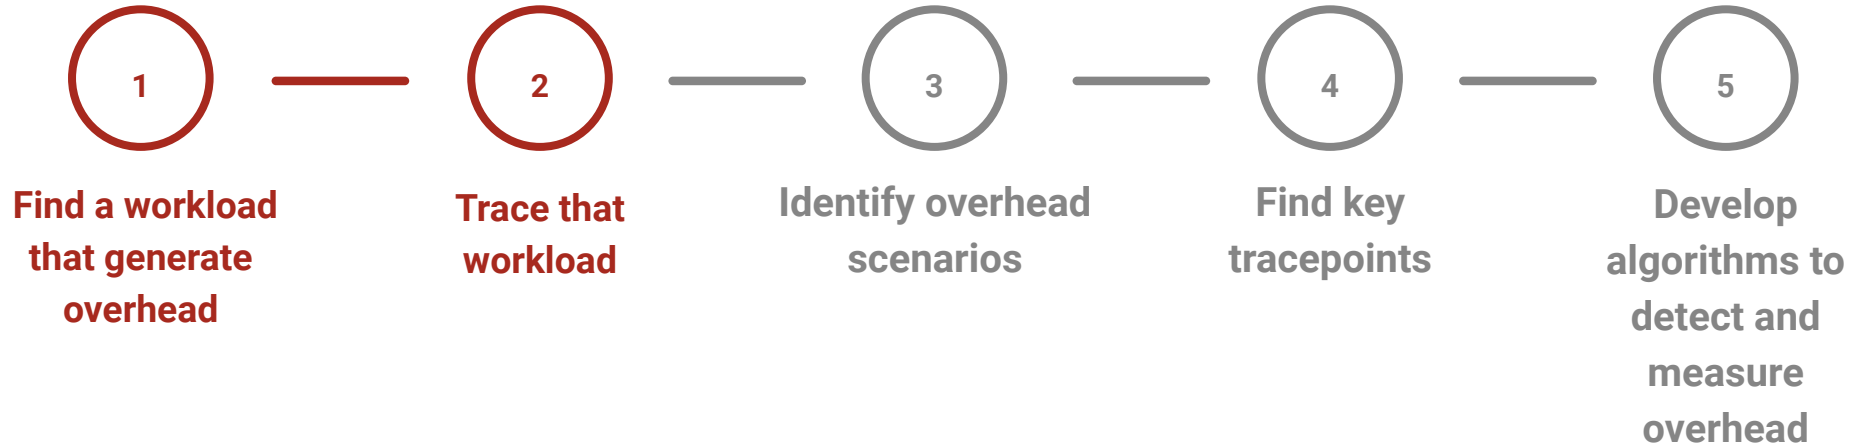 1
Find a workload
that generate
overhead
2
Trace that
workload
3
Identify overhead
scenarios
4
Find key
tracepoints
5
Develop
algorithms to
detect and
measure
overhead